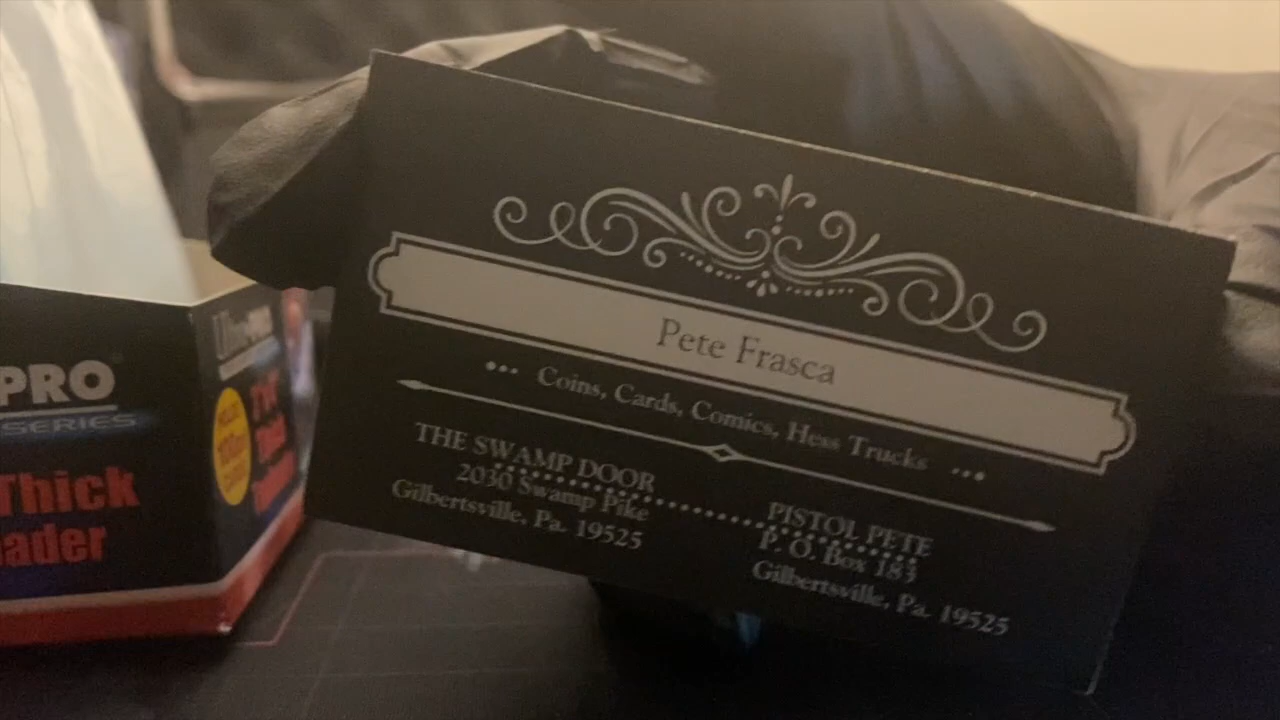 Pete Frasca
••• Coins, Cards, Comics, Hess Trucks •••
THE SWAMP DOOR
2030 Swamp Pike
Gilbertsville, Pa. 19525
PISTOL PETE
P. O. Box 183
Gilbertsville, Pa. 19525
PRO
SERIES
Thick
ader